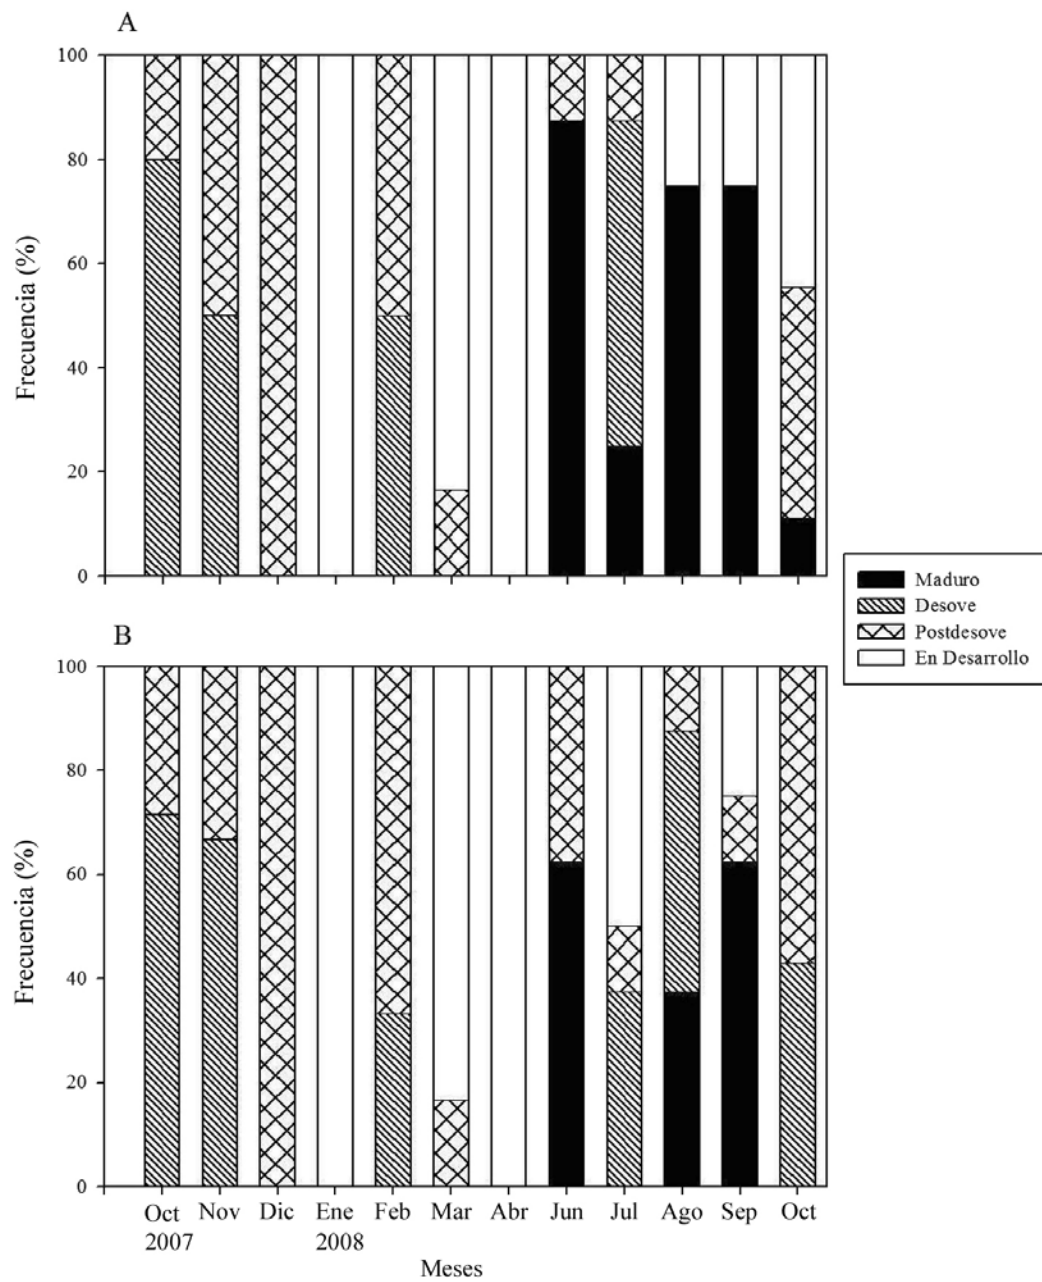 A
100
80
60
40
20
0
Frecuencia (%)
Maduro
Desove
Postdesove
En Desarrollo
B
100
80
60
40
20
0
Frecuencia (%)
Oct Nov Dic Ene Feb Mar Abr Jun Jul Ago Sep Oct
2007 2008
Meses